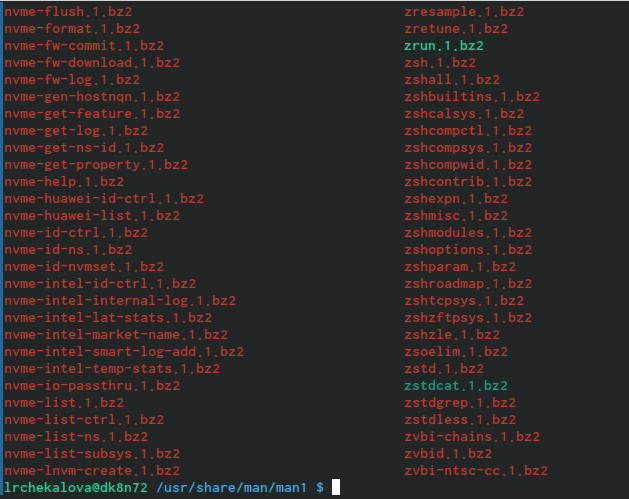 nvme-flush.1.bz2 zresample.1.bz2
nvme-format.1.bz2 zretune.1.bz2
nvme-fw-commit.1.bz2 zrun.1.bz2
nvme-fw-download.1.bz2 zsh.1.bz2
nvme-fw-log.1.bz2 zshall.1.bz2
nvme-gen-hostnqn.1.bz2 zshbuiltins.1.bz2
nvme-get-feature.1.bz2 zshcalsys.1.bz2
nvme-get-log.1.bz2 zshcompctl.1.bz2
nvme-get-ns-id.1.bz2 zshcompsys.1.bz2
nvme-get-property.1.bz2 zshcompwid.1.bz2
nvme-help.1.bz2 zshcontrib.1.bz2
nvme-huawei-id-ctrl.1.bz2 zshexpn.1.bz2
nvme-huawei-list.1.bz2 zshmisc.1.bz2
nvme-id-ctrl.1.bz2 zshmodules.1.bz2
nvme-id-ns.1.bz2 zshoptions.1.bz2
nvme-id-nvmset.1.bz2 zshparam.1.bz2
nvme-intel-id-ctrl.1.bz2 zshroadmap.1.bz2
nvme-intel-internal-log.1.bz2 zshtcpsys.1.bz2
nvme-intel-lat-stats.1.bz2 zshzftpsys.1.bz2
nvme-intel-market-name.1.bz2 zshzle.1.bz2
nvme-intel-smart-log-add.1.bz2 zsoelim.1.bz2
nvme-intel-temp-stats.1.bz2 zstd.1.bz2
nvme-io-passthru.1.bz2 zstdcat.1.bz2
nvme-list.1.bz2 zstdgrep.1.bz2
nvme-list-ctrl.1.bz2 zstdless.1.bz2
nvme-list-ns.1.bz2 zvbi-chains.1.bz2
nvme-list-subsys.1.bz2 zvbid.1.bz2
nvme-lnvm-create.1.bz2 zvbi-ntsc-cc.1.bz2
lrchekalova@dk8n72 /usr/share/man/man1 $